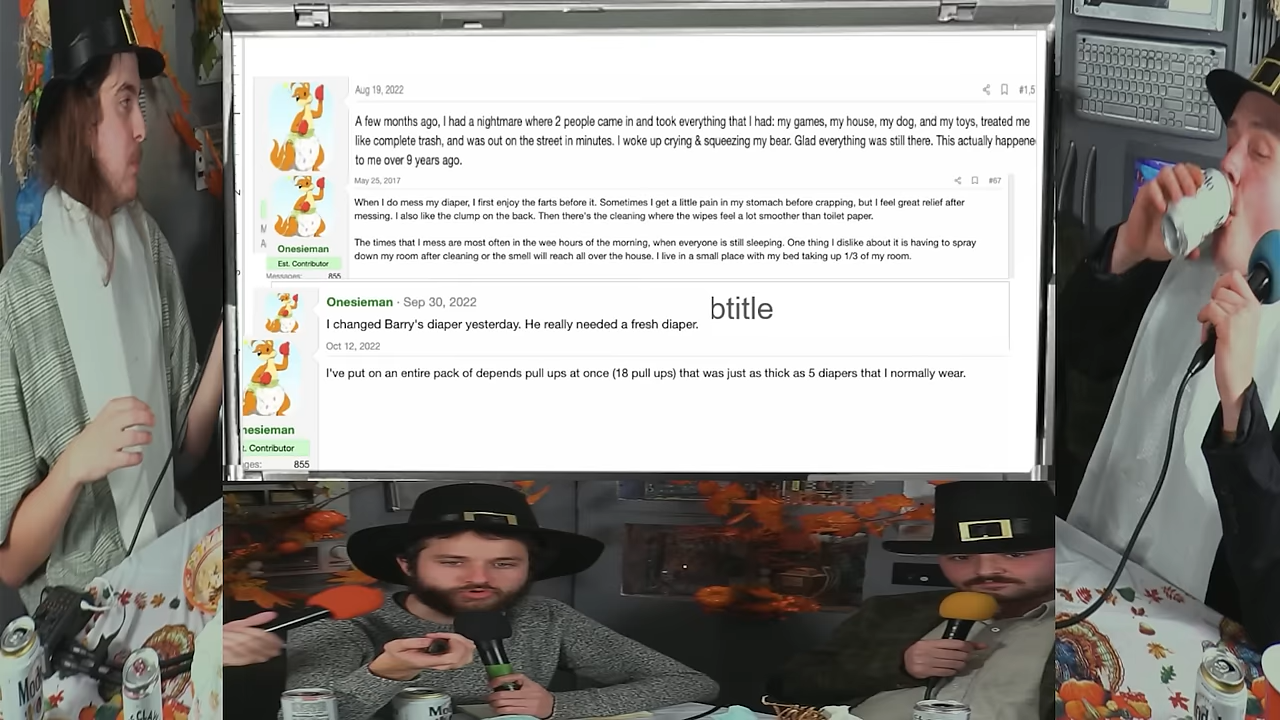 Aug 19, 2022
#1,5
A few months ago, I had a nightmare where 2 people came in and took everything that I had: my games, my house, my dog, and my toys, treated me
like complete trash, and was out on the street in minutes. I woke up crying & squeezing my bear. Glad everything was still there. This actually happene
to me over 9 years ago.
May 25, 2017
#67
When I do mess my diaper, I first enjoy the farts before it. Sometimes I get a little pain in my stomach before crapping, but I feel great relief after
messing. I also like the clump on the back. Then there's the cleaning where the wipes feel a lot smoother than toilet paper.
The times that I mess are most often in the wee hours of the morning, when everyone is still sleeping. One thing I dislike about it is having to spray
down my room after cleaning or the smell will reach all over the house. I live in a small place with my bed taking up 1/3 of my room.
M
A
Onesieman
Est. Contributor
Messages: 855
Onesieman · Sep 30, 2022
btitle
I changed Barry's diaper yesterday. He really needed a fresh diaper.
Oct 12, 2022
I've put on an entire pack of depends pull ups at once (18 pull ups) that was just as thick as 5 diapers that I normally wear.
nesieman
t. Contributor
ges: 855
CLAW